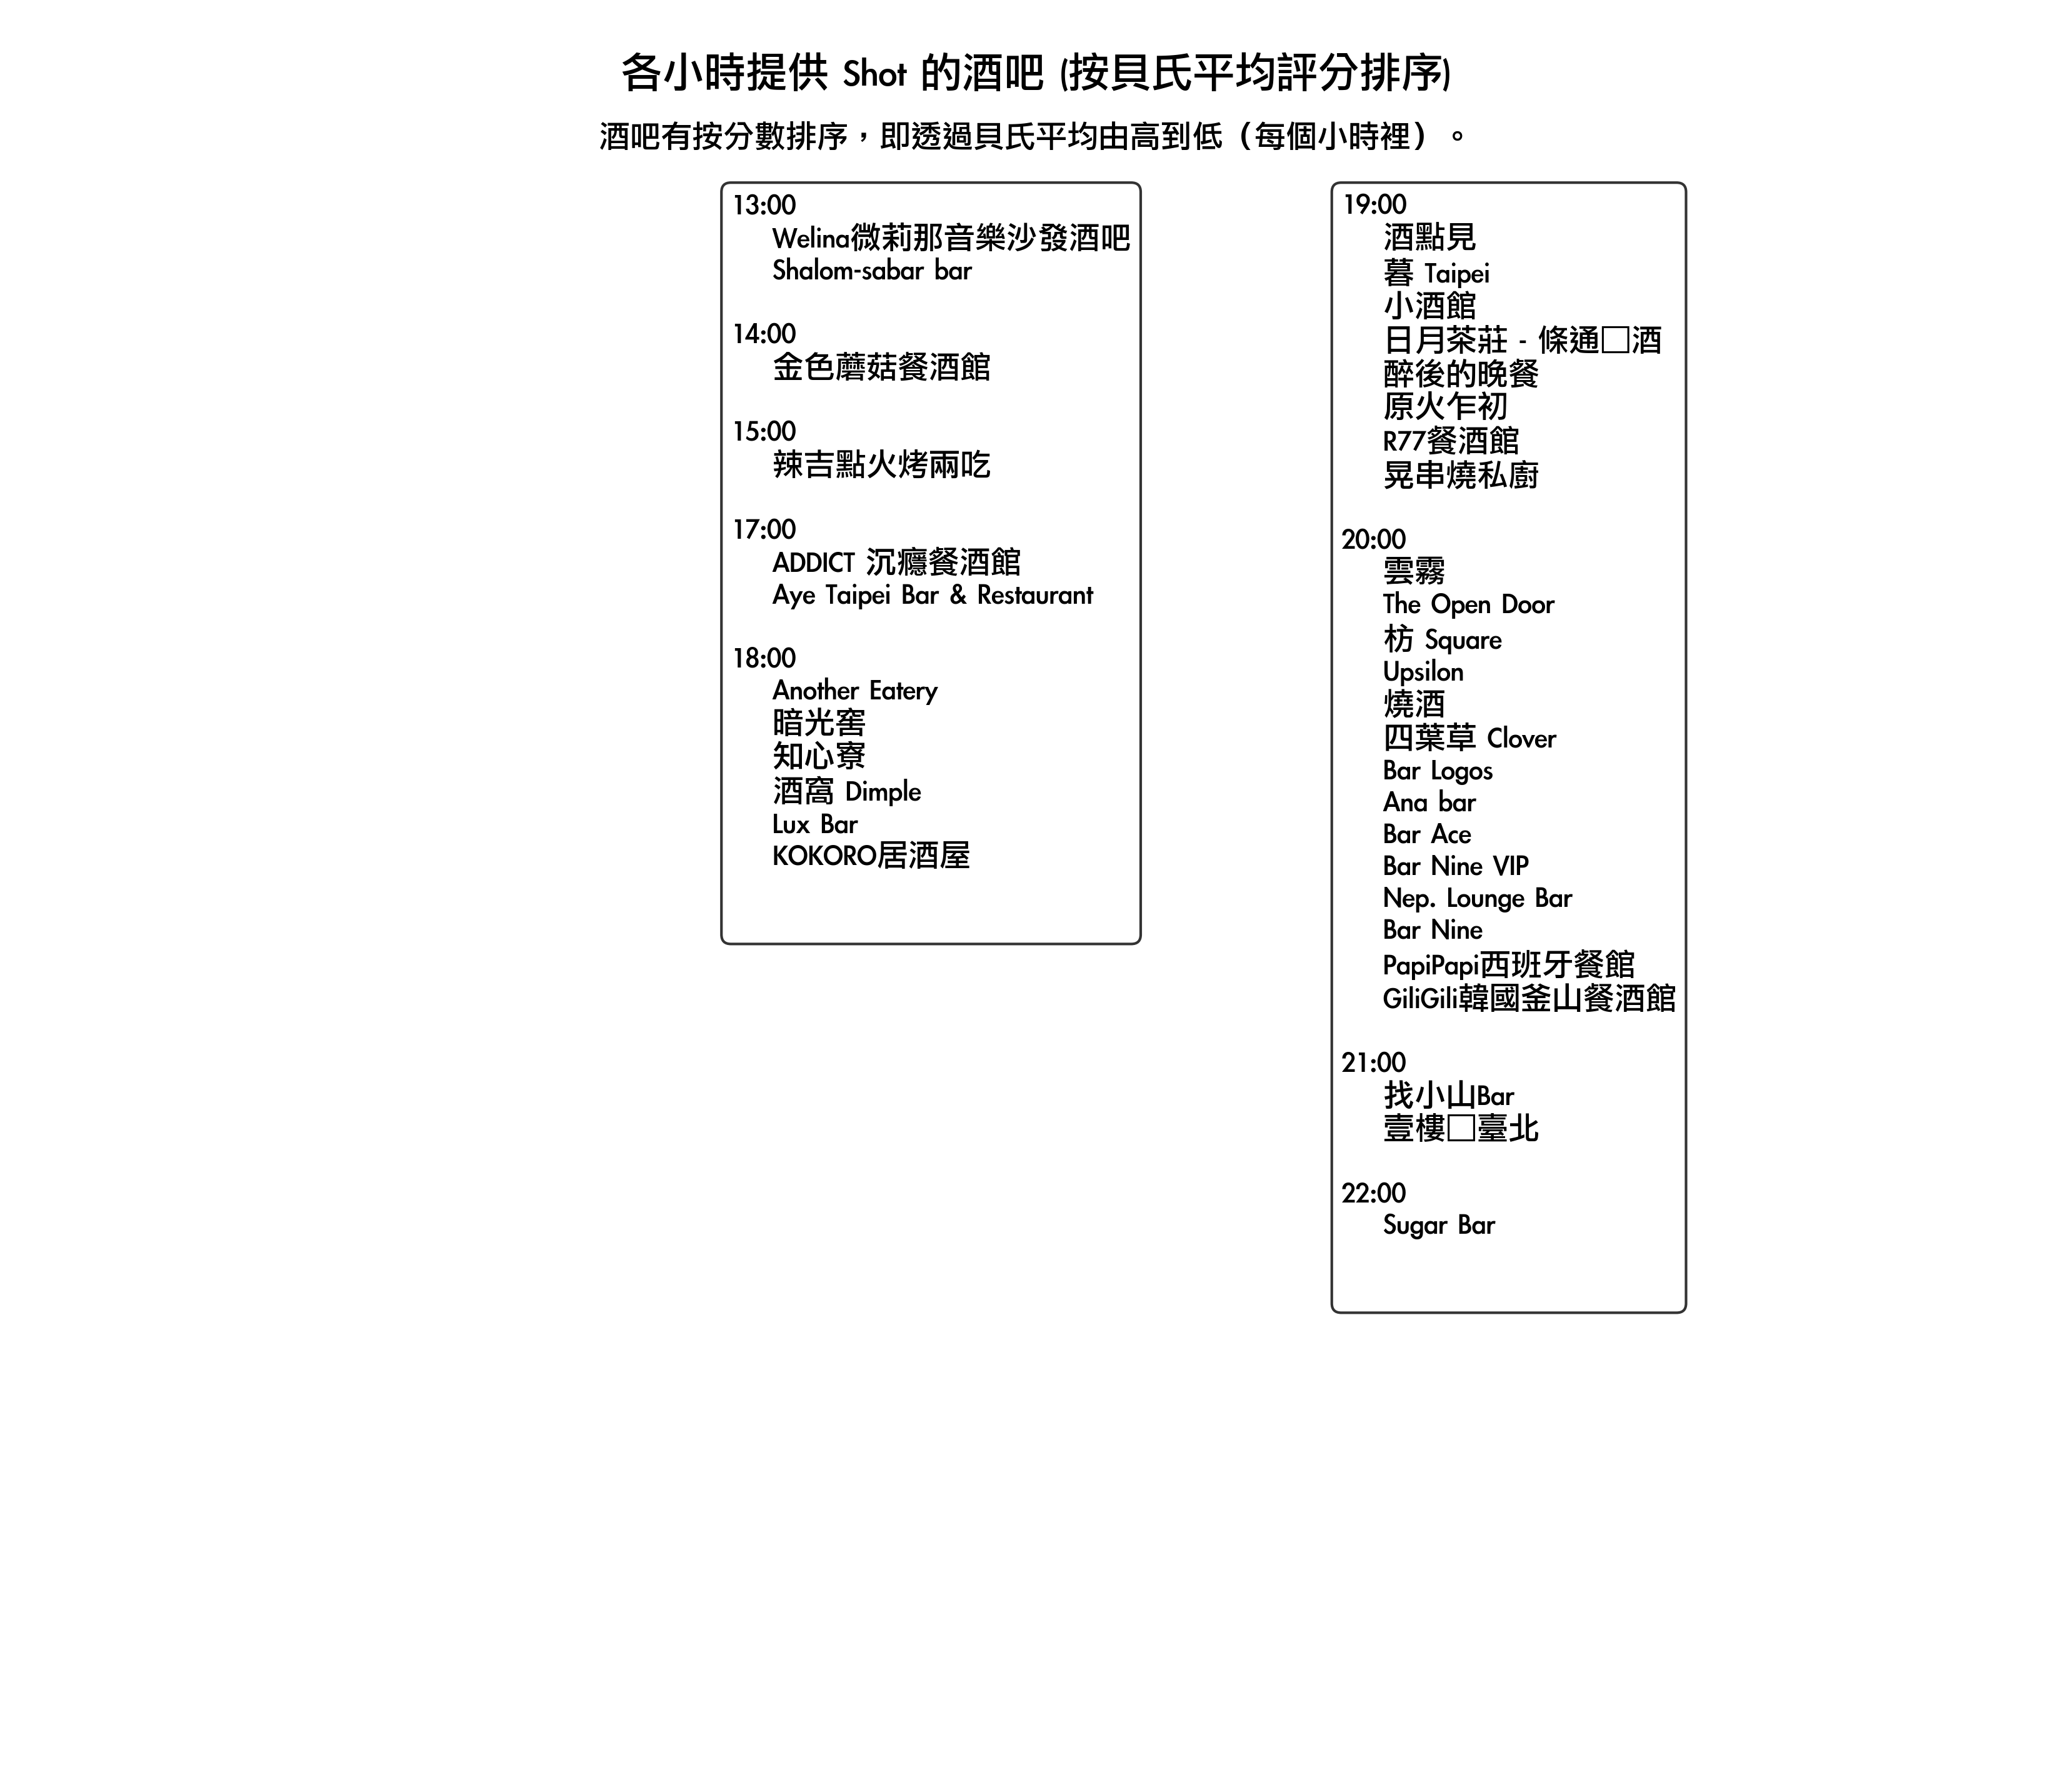 各小時提供 Shot 的酒吧 (按貝氏平均評分排序)
酒吧有按分數排序，即透過貝氏平均由高到低（每個小時裡）。
13:00
Welina微莉那音樂沙發酒吧
Shalom-sabar bar
14:00
金色蘑菇餐酒館
15:00
辣吉點火烤兩吃
17:00
ADDICT 沉癮餐酒館
Aye Taipei Bar & Restaurant
18:00
Another Eatery
暗光窖
知心寮
酒窩 Dimple
Lux Bar
KOKORO居酒屋
19:00
酒點見
暮 Taipei
小酒館
日月茶莊 - 條通□酒
醉後的晚餐
原火乍初
R77餐酒館
晃串燒私廚
20:00
雲霧
The Open Door
枋 Square
Upsilon
燒酒
四葉草 Clover
Bar Logos
Ana bar
Bar Ace
Bar Nine VIP
Nep. Lounge Bar
Bar Nine
PapiPapi西班牙餐館
GiliGili韓國釜山餐酒館
21:00
找小山Bar
壹樓□臺北
22:00
Sugar Bar